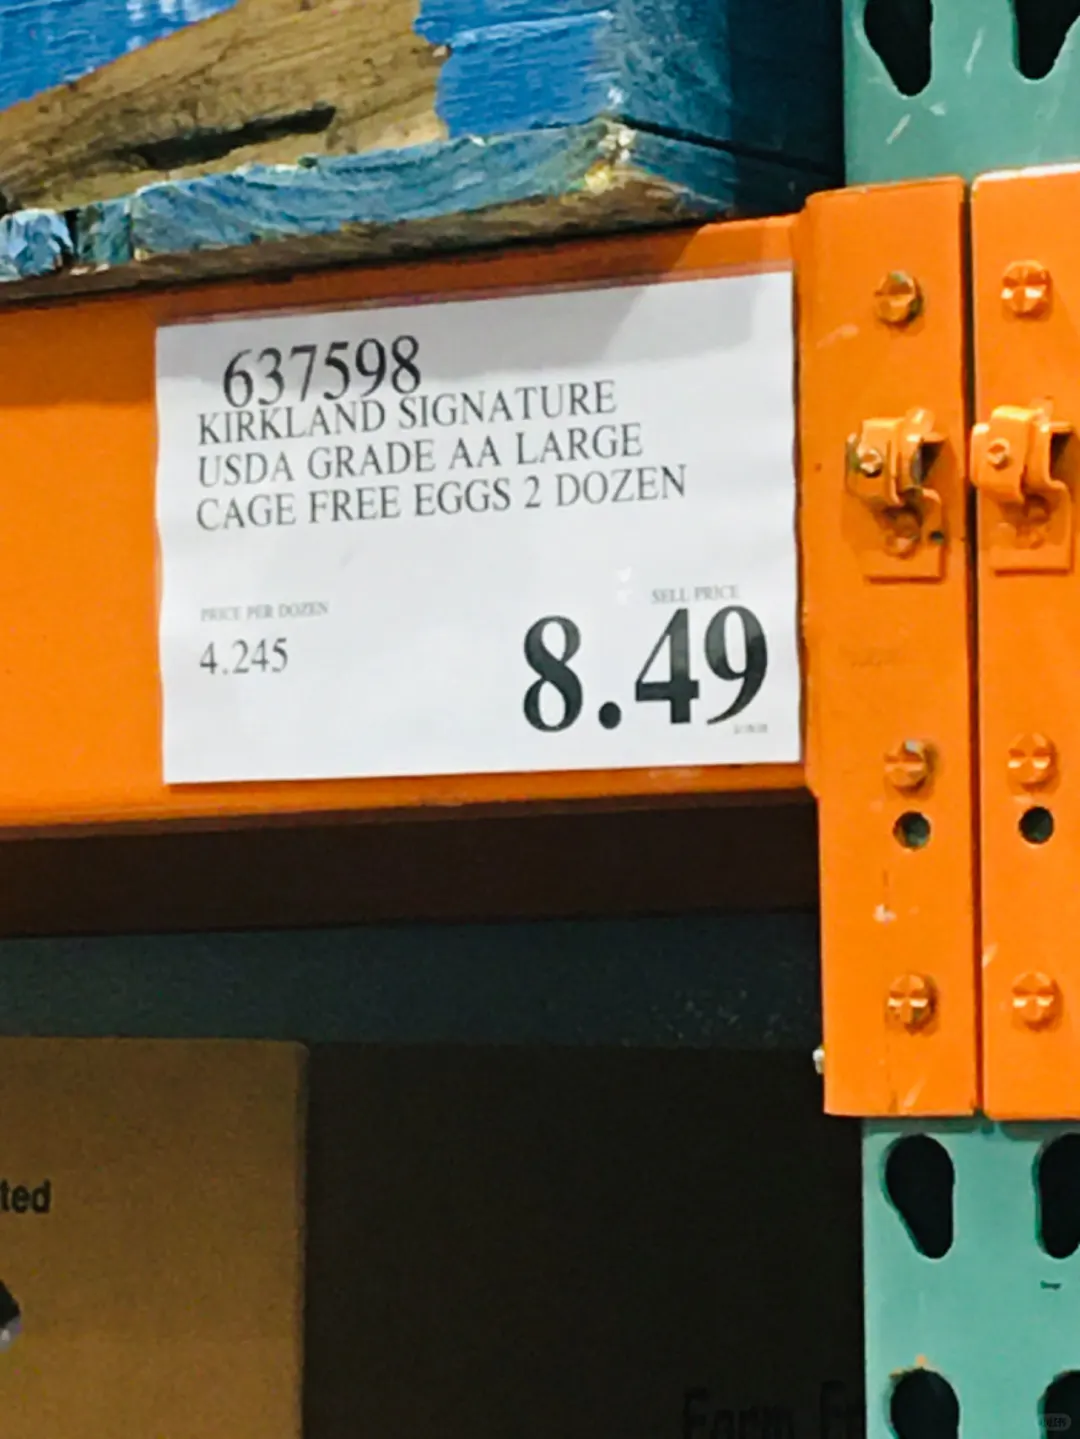 637598
KIRKLAND SIGNATURE
USDA GRADE AA LARGE
CAGE FREE EGGS 2 DOZEN
PRICE PER DOZEN
4.245
SELL PRICE
8.49
ted
Farm